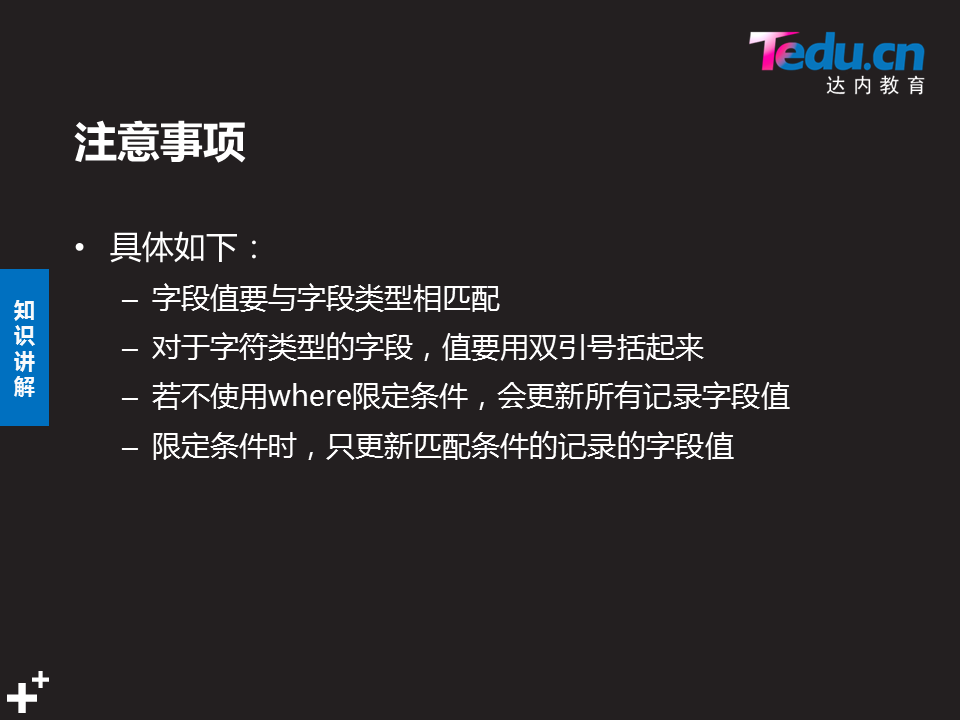 Tedu.cn
达内教育
注意事项
• 具体如下：
– 字段值要与字段类型相匹配
– 对于字符类型的字段，值要用双引号括起来
– 若不使用where限定条件，会更新所有记录字段值
– 限定条件时，只更新匹配条件的记录的字段值
知
识
讲
解